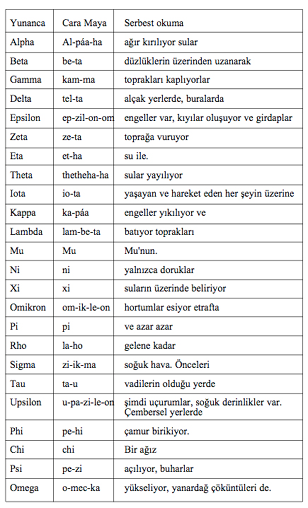 Yunanca Cara Maya Serbest okuma
Alpha Al-páa-ha ağır kırılıyor sular
Beta be-ta düzlüklerin üzerinden uzanarak
Gamma kam-ma toprakları kaplıyorlar
Delta tel-ta alçak yerlerde, buralarda
Epsilon ep-zil-on-om engeller var, kıyılar oluşuyor ve girdaplar
Zeta ze-ta toprağa vuruyor
Eta et-ha su ile.
Theta thetheha-ha sular yayılıyor
Iota io-ta yaşayan ve hareket eden her şeyin üzerine
Kappa ka-páa engeller yıkılıyor ve
Lambda lam-be-ta batıyor toprakları
Mu Mu Mu'nun.
Ni ni yalnızca doruklar
Xi xi suların üzerinde beliriyor
Omikron om-ik-le-on hortumlar esiyor etrafta
Pi pi ve azar azar
Rho la-ho gelene kadar
Sigma zi-ik-ma soğuk hava. Önceleri
Tau ta-u vadilerin olduğu yerde
Upsilon u-pa-zi-le-on şimdi uçurumlar, soğuk derinlikler var.
Çembersel yerlerde
Phi pe-hi çamur birikiyor.
Chi chi Bir ağız
Psi pe-zi açılıyor, buharlar
Omega o-mec-ka yükseliyor, yanardağ çöküntüleri de.